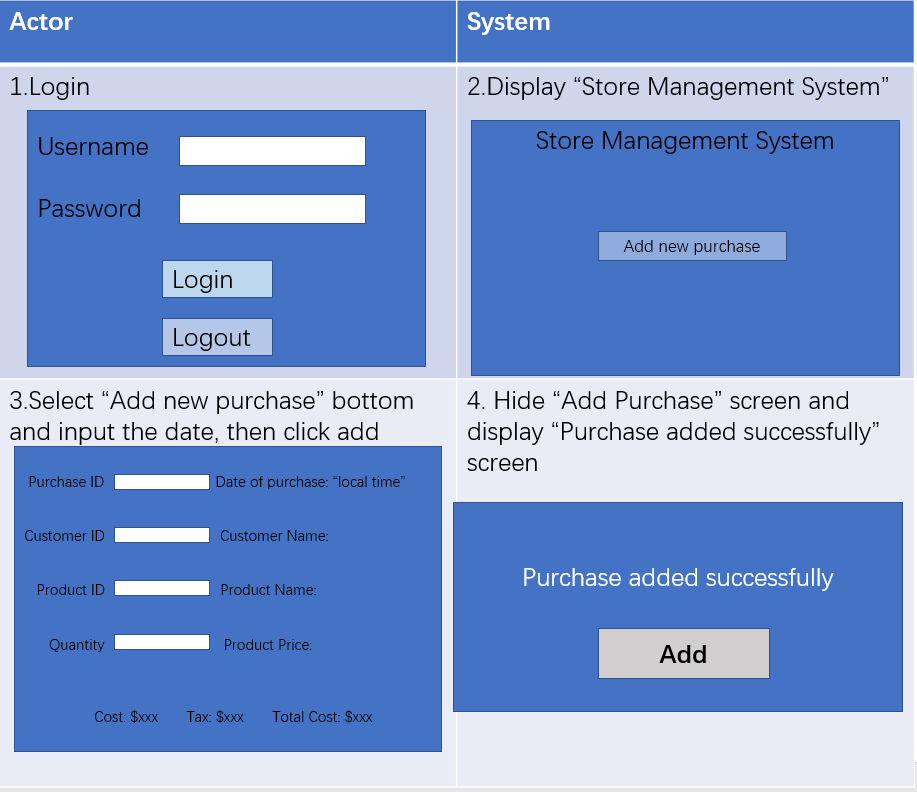 Actor
System
1.Login
Username
Password
Login
Logout
2.Display “Store Management System”
Store Management System
Add new purchase
3.Select “Add new purchase” bottom
and input the date, then click add
Purchase ID Date of purchase: “local time”
Customer ID Customer Name:
Product ID Product Name:
Quantity Product Price:
Cost: $xxx Tax: $xxx Total Cost: $xxx
4. Hide “Add Purchase” screen and
display “Purchase added successfully”
screen
Purchase added successfully
Add